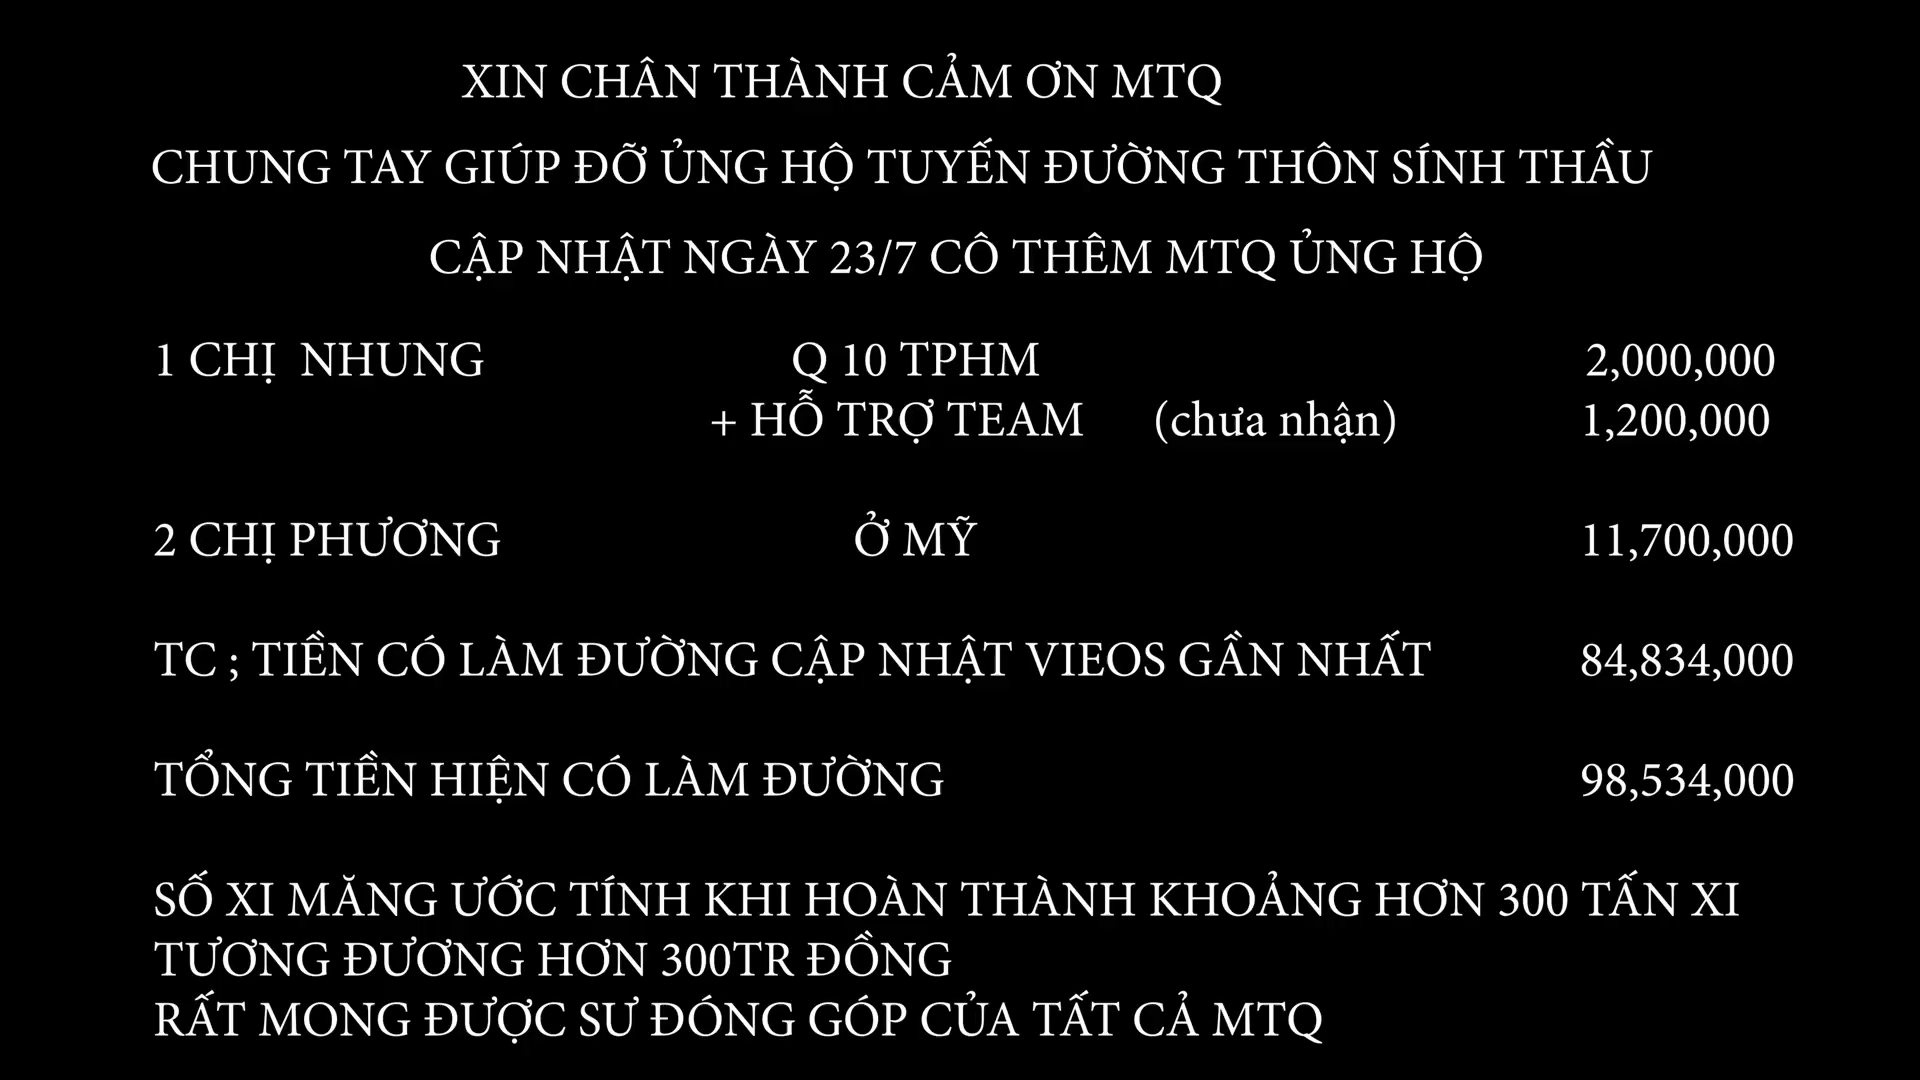 XIN CHÂN THÀNH CẢM ƠN MTQ
CHUNG TAY GIÚP ĐỠ ỦNG HỘ TUYẾN ĐƯỜNG THÔN SÍNH THẦU
CẬP NHẬT NGÀY 23/7 CÔ THÊM MTQ ỦNG HỘ
1 CHỊ NHUNG Q 10 TPHM 2,000,000
+ HỖ TRỢ TEAM (chưa nhận) 1,200,000
2 CHỊ PHƯƠNG Ở MỸ 11,700,000
TC ; TIỀN CÓ LÀM ĐƯỜNG CẬP NHẬT VIEOS GẦN NHẤT 84,834,000
TỔNG TIỀN HIỆN CÓ LÀM ĐƯỜNG 98,534,000
SỐ XI MĂNG ƯỚC TÍNH KHI HOÀN THÀNH KHOẢNG HƠN 300 TẤN XI
TƯƠNG ĐƯƠNG HƠN 300TR ĐỒNG
RẤT MONG ĐƯỢC SƯ ĐÓNG GÓP CỦA TẤT CẢ MTQ